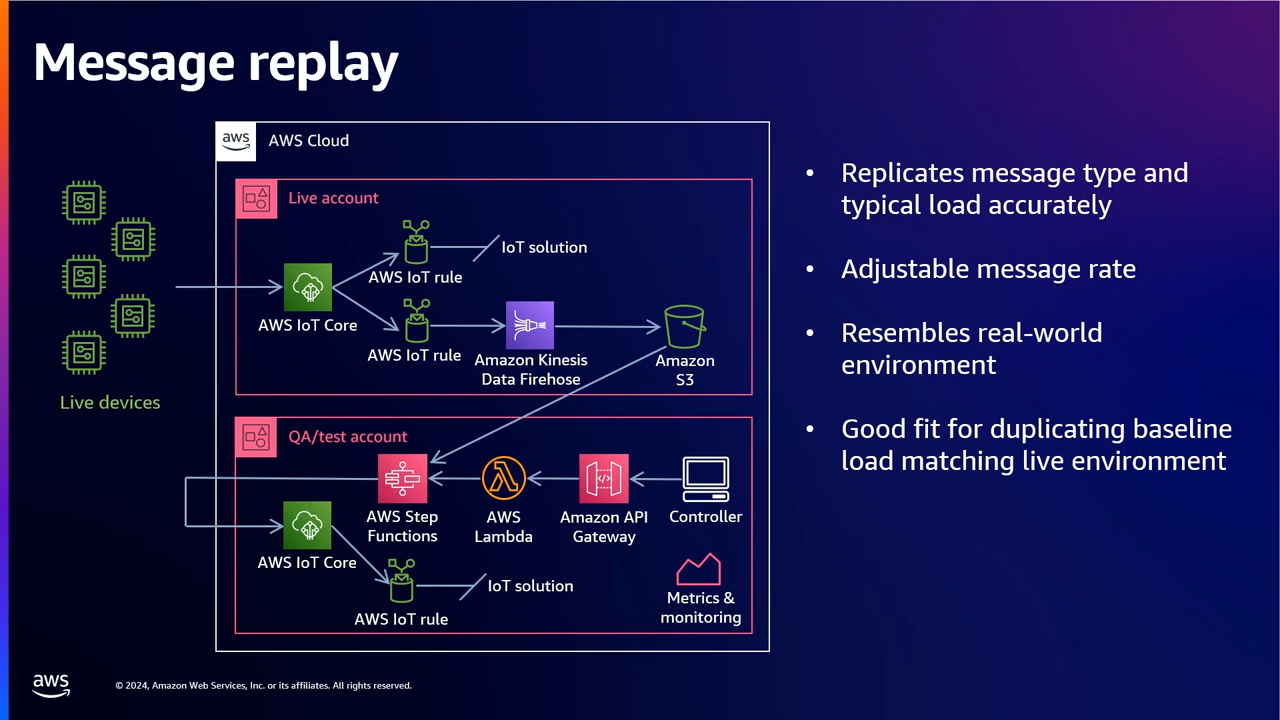 Message replay
aws
AWS Cloud
Live account
IoT solution
AWS IoT rule
AWS IoT Core
AWS IoT rule
Amazon Kinesis
Data Firehose
Amazon
S3
Live devices
QA/test account
AWS Step
Functions
AWS
Lambda
Amazon API
Gateway
Controller
AWS IoT Core
IoT solution
AWS IoT rule
Metrics &
monitoring
• Replicates message type and
typical load accurately
• Adjustable message rate
• Resembles real-world
environment
• Good fit for duplicating baseline
load matching live environment
aws
© 2024, Amazon Web Services, Inc. or its affiliates. All rights reserved.